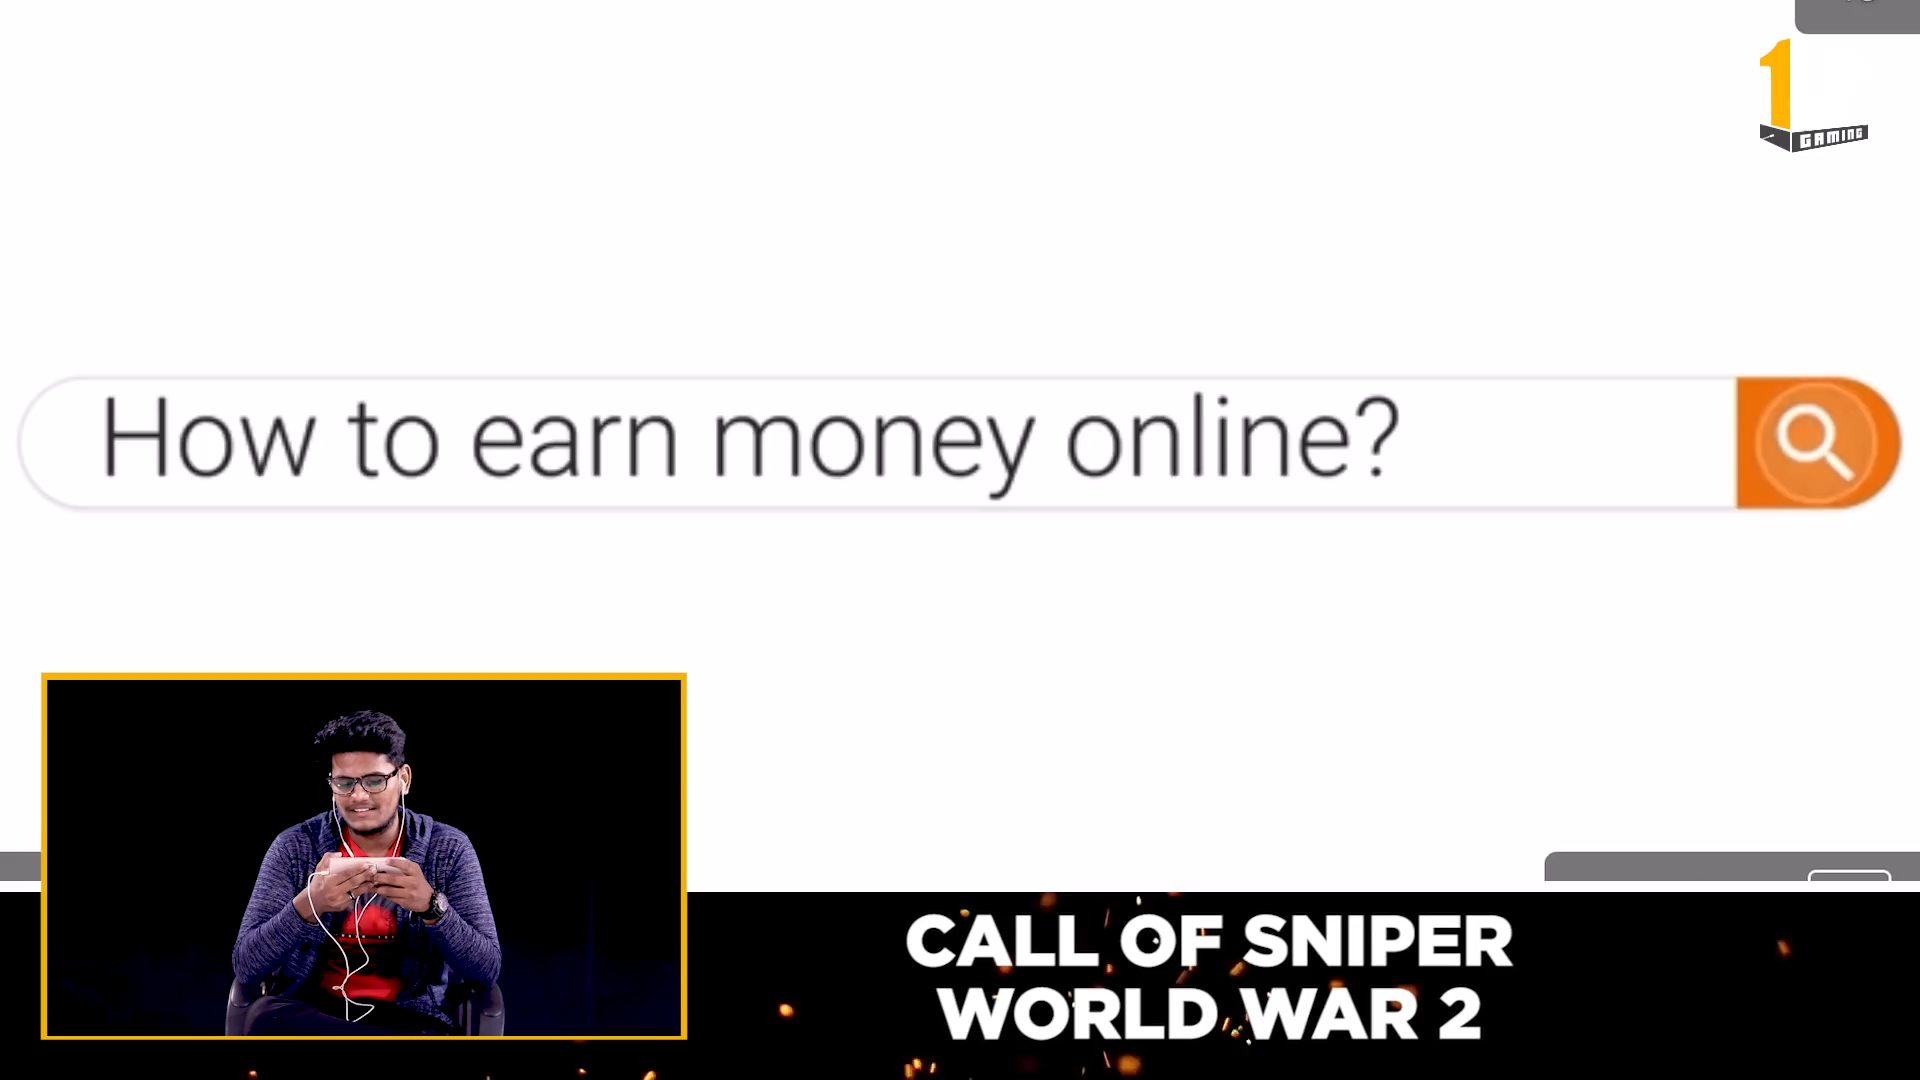 1
GAMING
How to earn money online?
CALL OF SNIPER
WORLD WAR 2